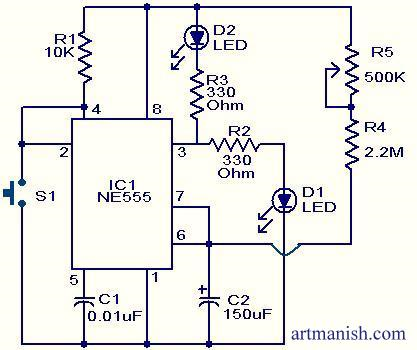 R1
10K
D2
LED
R5
500K
R3
330
Ohm
4
8
R2
330
Ohm
R4
2.2M
2
3
IC1
NE555
S1
7
D1
LED
6
5
1
C1
0.01uF
+
C2
150uF
artmanish.com